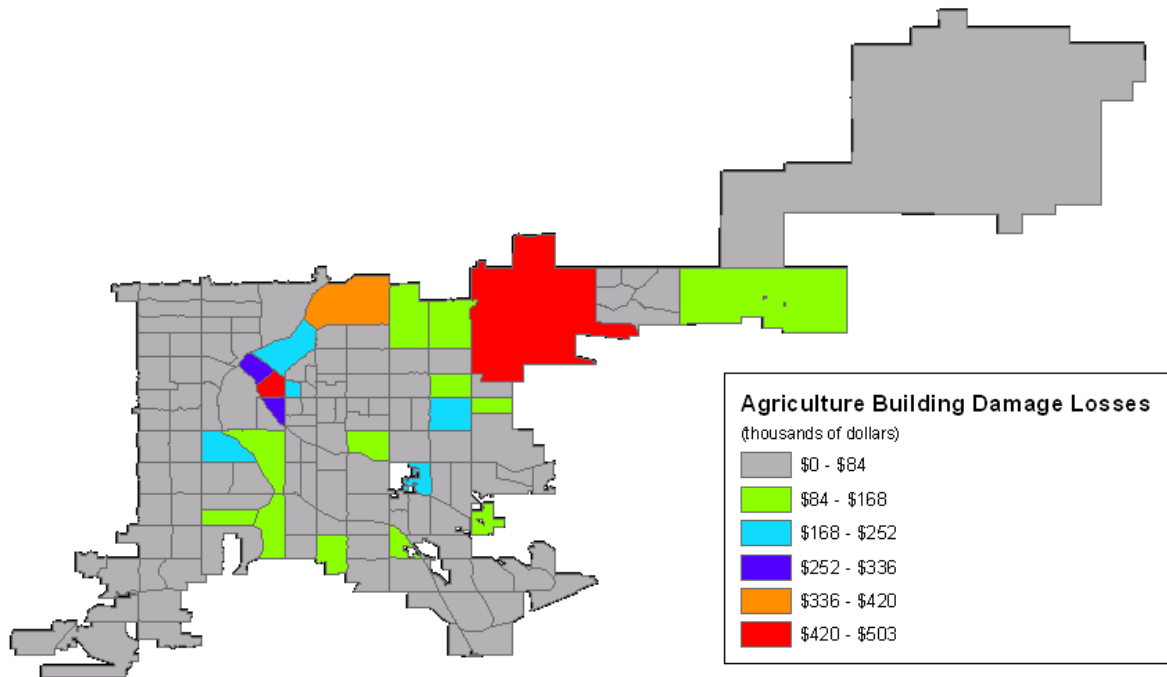 Agriculture Building Damage Losses
(thousands of dollars)
$0 - $84
$84 - $168
$168 - $252
$252 - $336
$336 - $420
$420 - $503